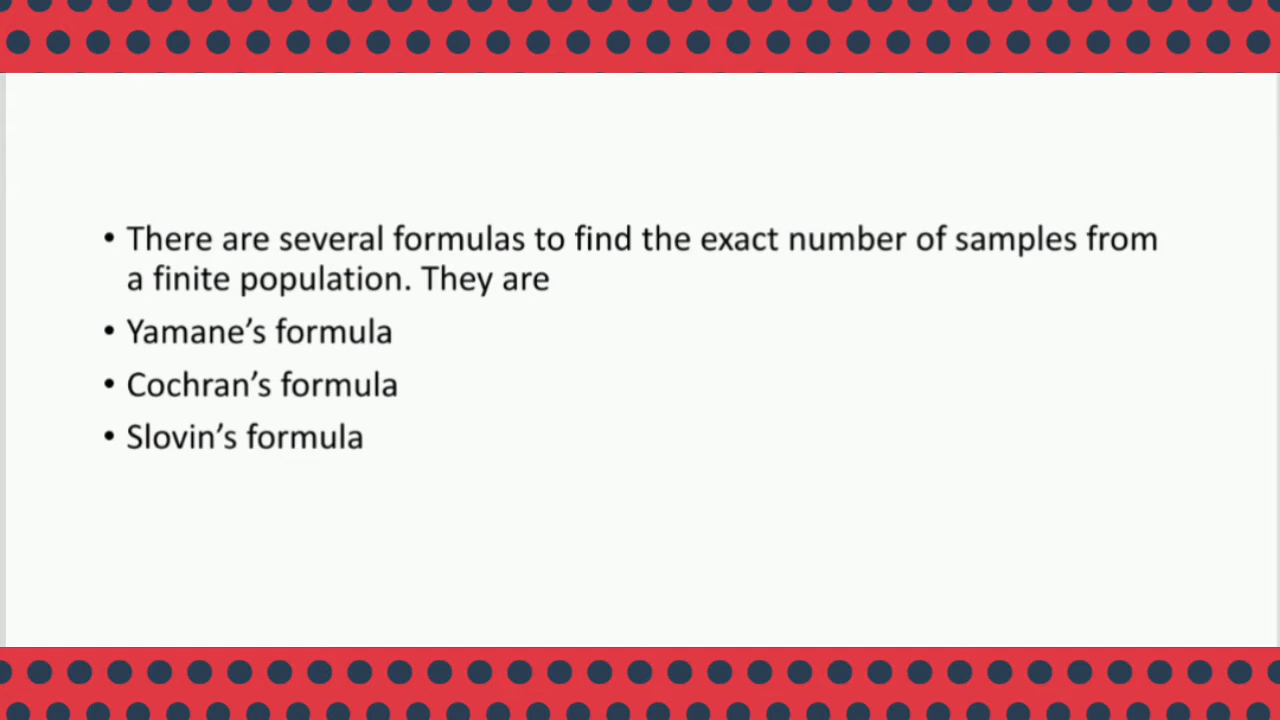 • There are several formulas to find the exact number of samples from
a finite population. They are
• Yamane’s formula
• Cochran’s formula
• Slovin’s formula